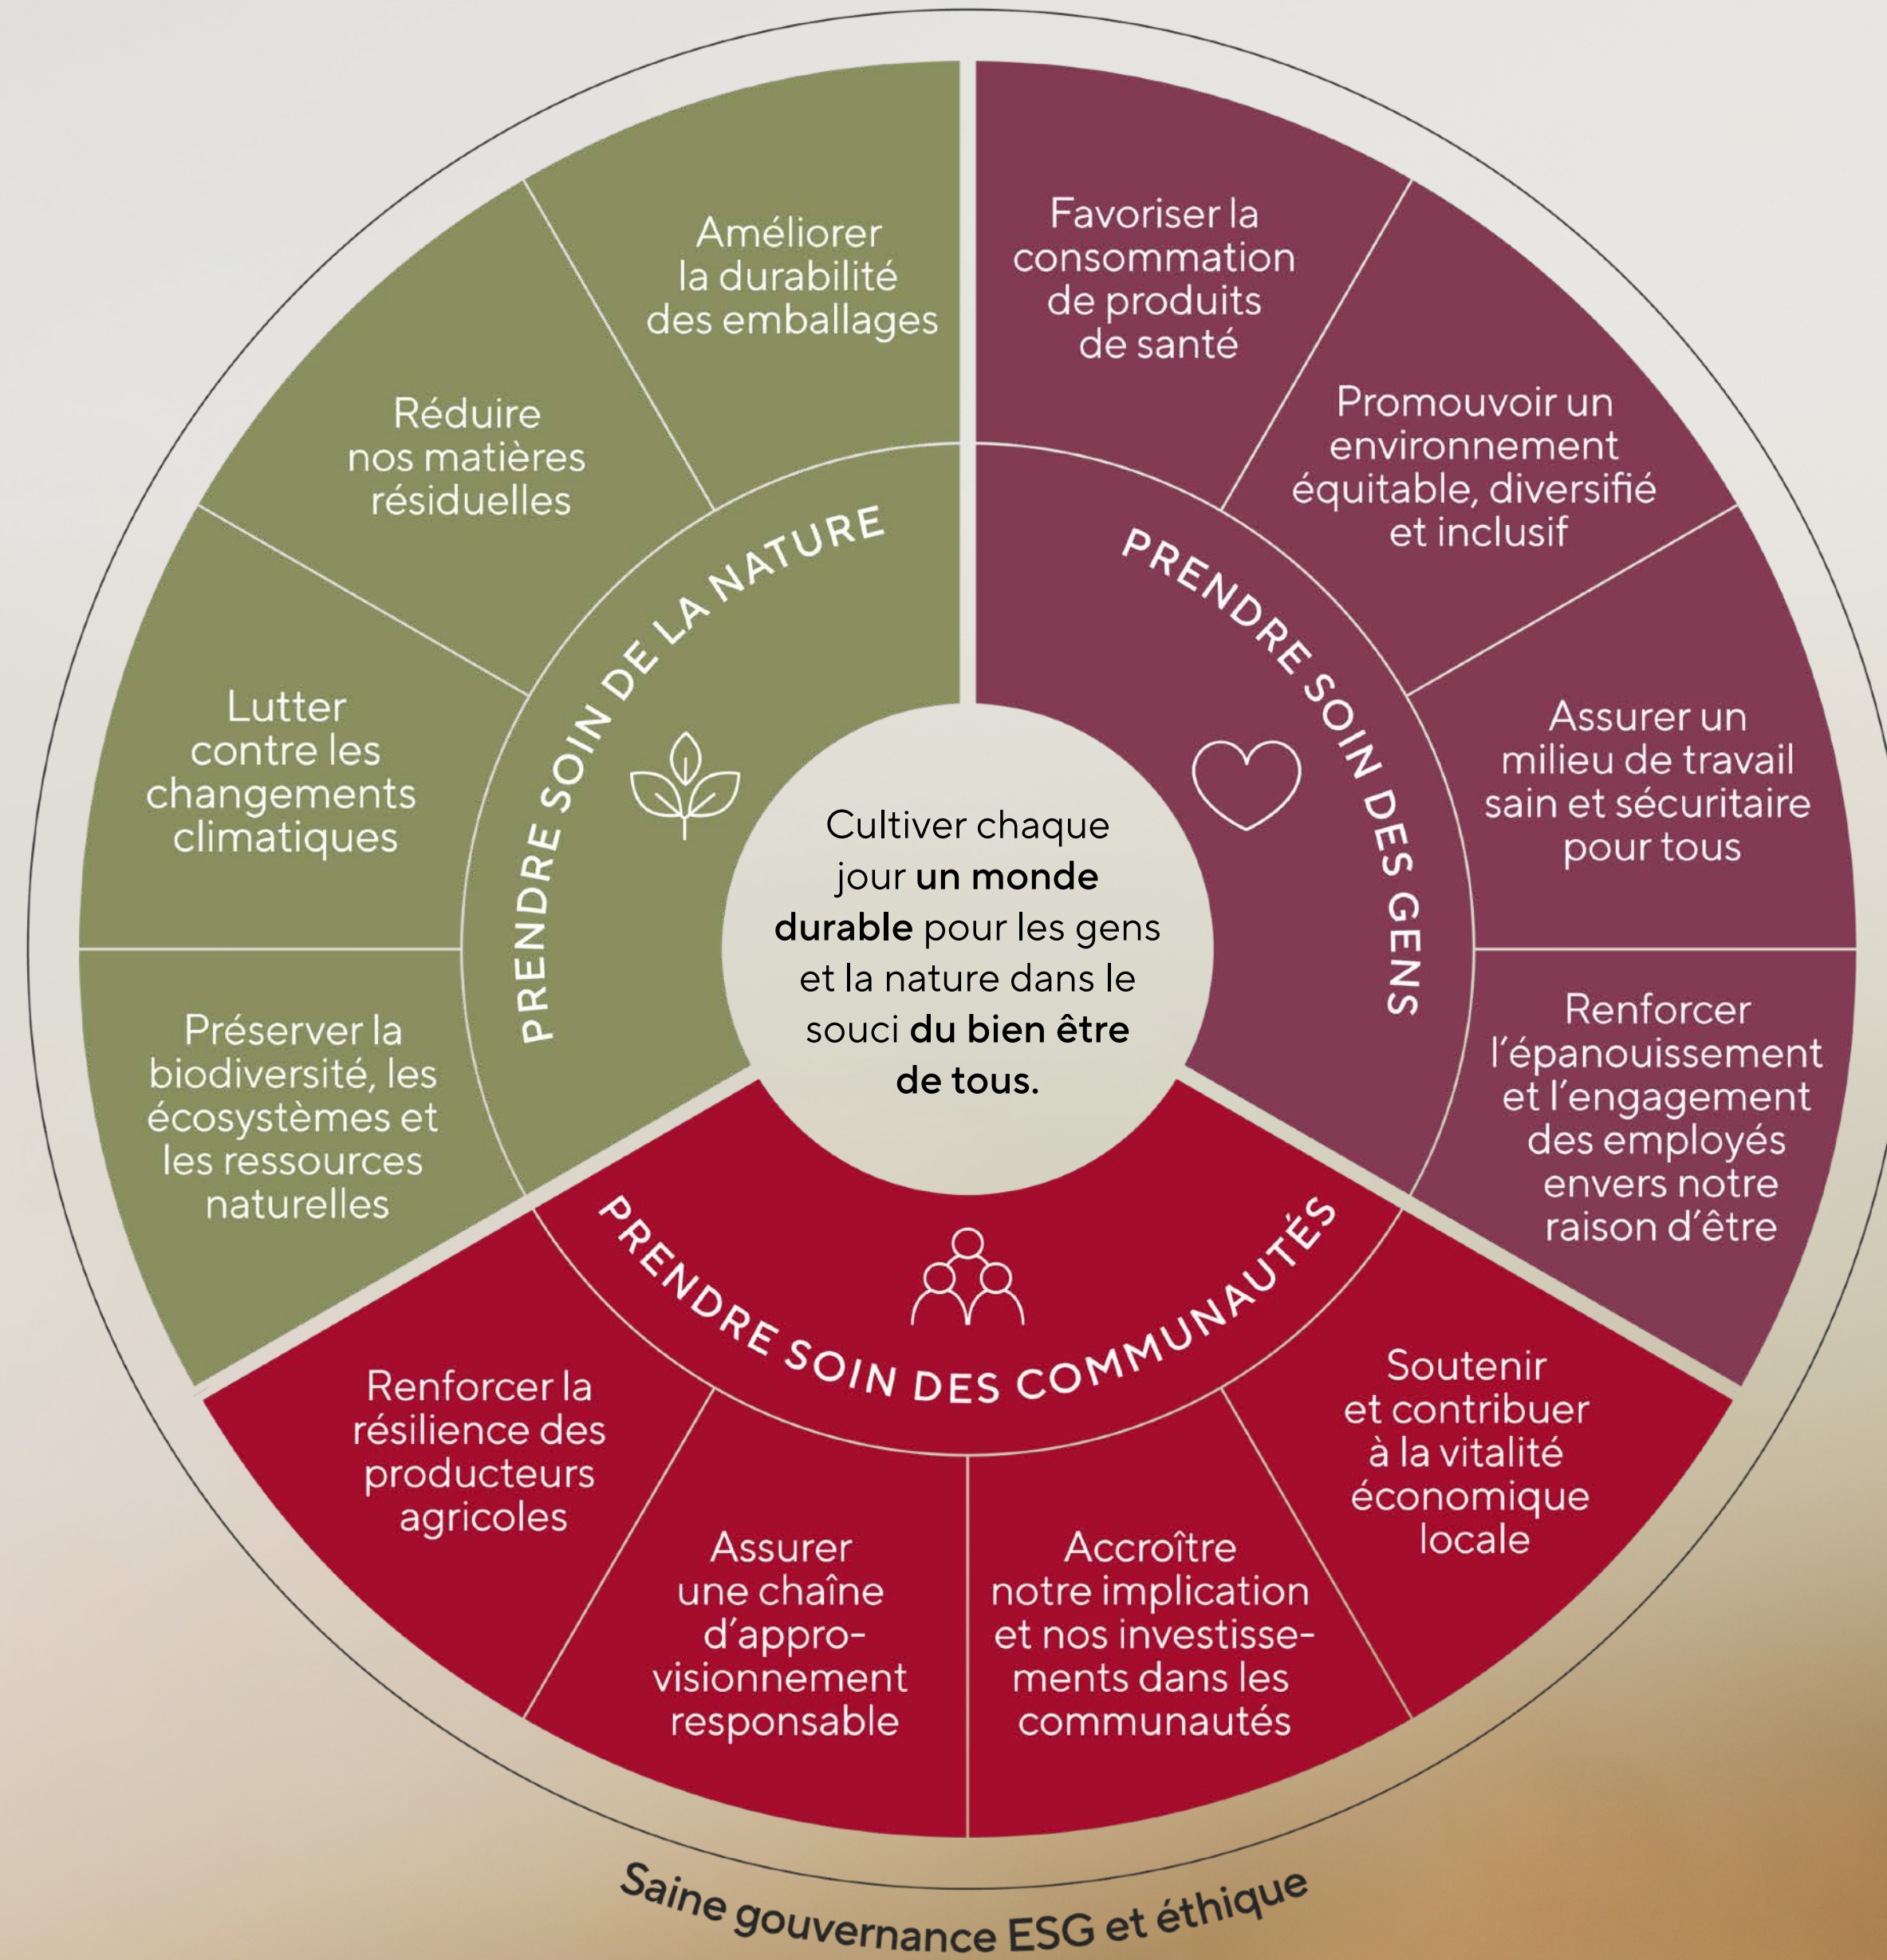 Améliorer
la durabilité
des emballages
Réduire
nos matières
résiduelles
Lutter
contre les
changements
climatiques
Préserver la
biodiversité, les
écosystèmes et
les ressources
naturelles
PRENDRE SOIN DE LA NATURE
Favoriser la
consommation
de produits
de santé
Promouvoir un
environnement
équitable, diversifié
et inclusif
Assurer un
milieu de travail
sain et sécuritaire
pour tous
Renforcer
l'épanouissement
et l'engagement
des employés
envers notre
raison d'être
PRENDRE SOIN DES GENS
Cultiver chaque
jour un monde
durable pour les gens
et la nature dans le
souci du bien être
de tous.
PRENDRE SOIN DES COMMUNAUTÉS
Renforcer la
résilience des
producteurs
agricoles
Assurer
une chaîne
d'appro-
visionnement
responsable
Accroître
notre implication
et nos investisse-
ments dans les
communautés
Soutenir
et contribuer
à la vitalité
économique
locale
Saine gouvernance ESG et éthique